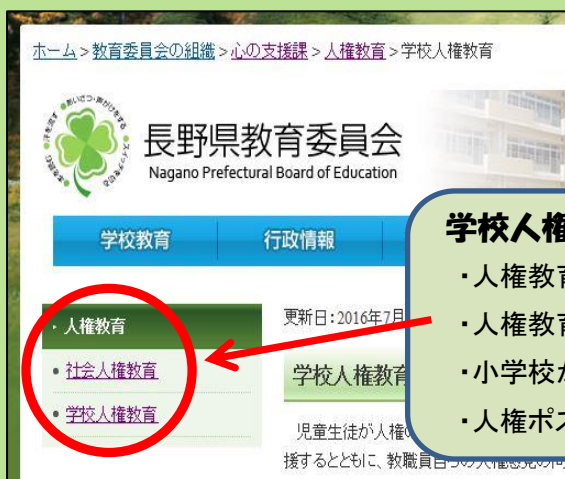 ホーム > 教育委員会の組織 > 心の支援課 > 人権教育 > 学校人権教育
長野県教育委員会
Nagano Prefectural Board of Education
学校教育
行政情報
学校人権
・人権教育
・人権教育
・小学校か
・人権ポス
人権教育
・社会人権教育
・学校人権教育
更新日:2016年7月
学校人権教育
児童生徒が人権の
援するとともに、教職員自